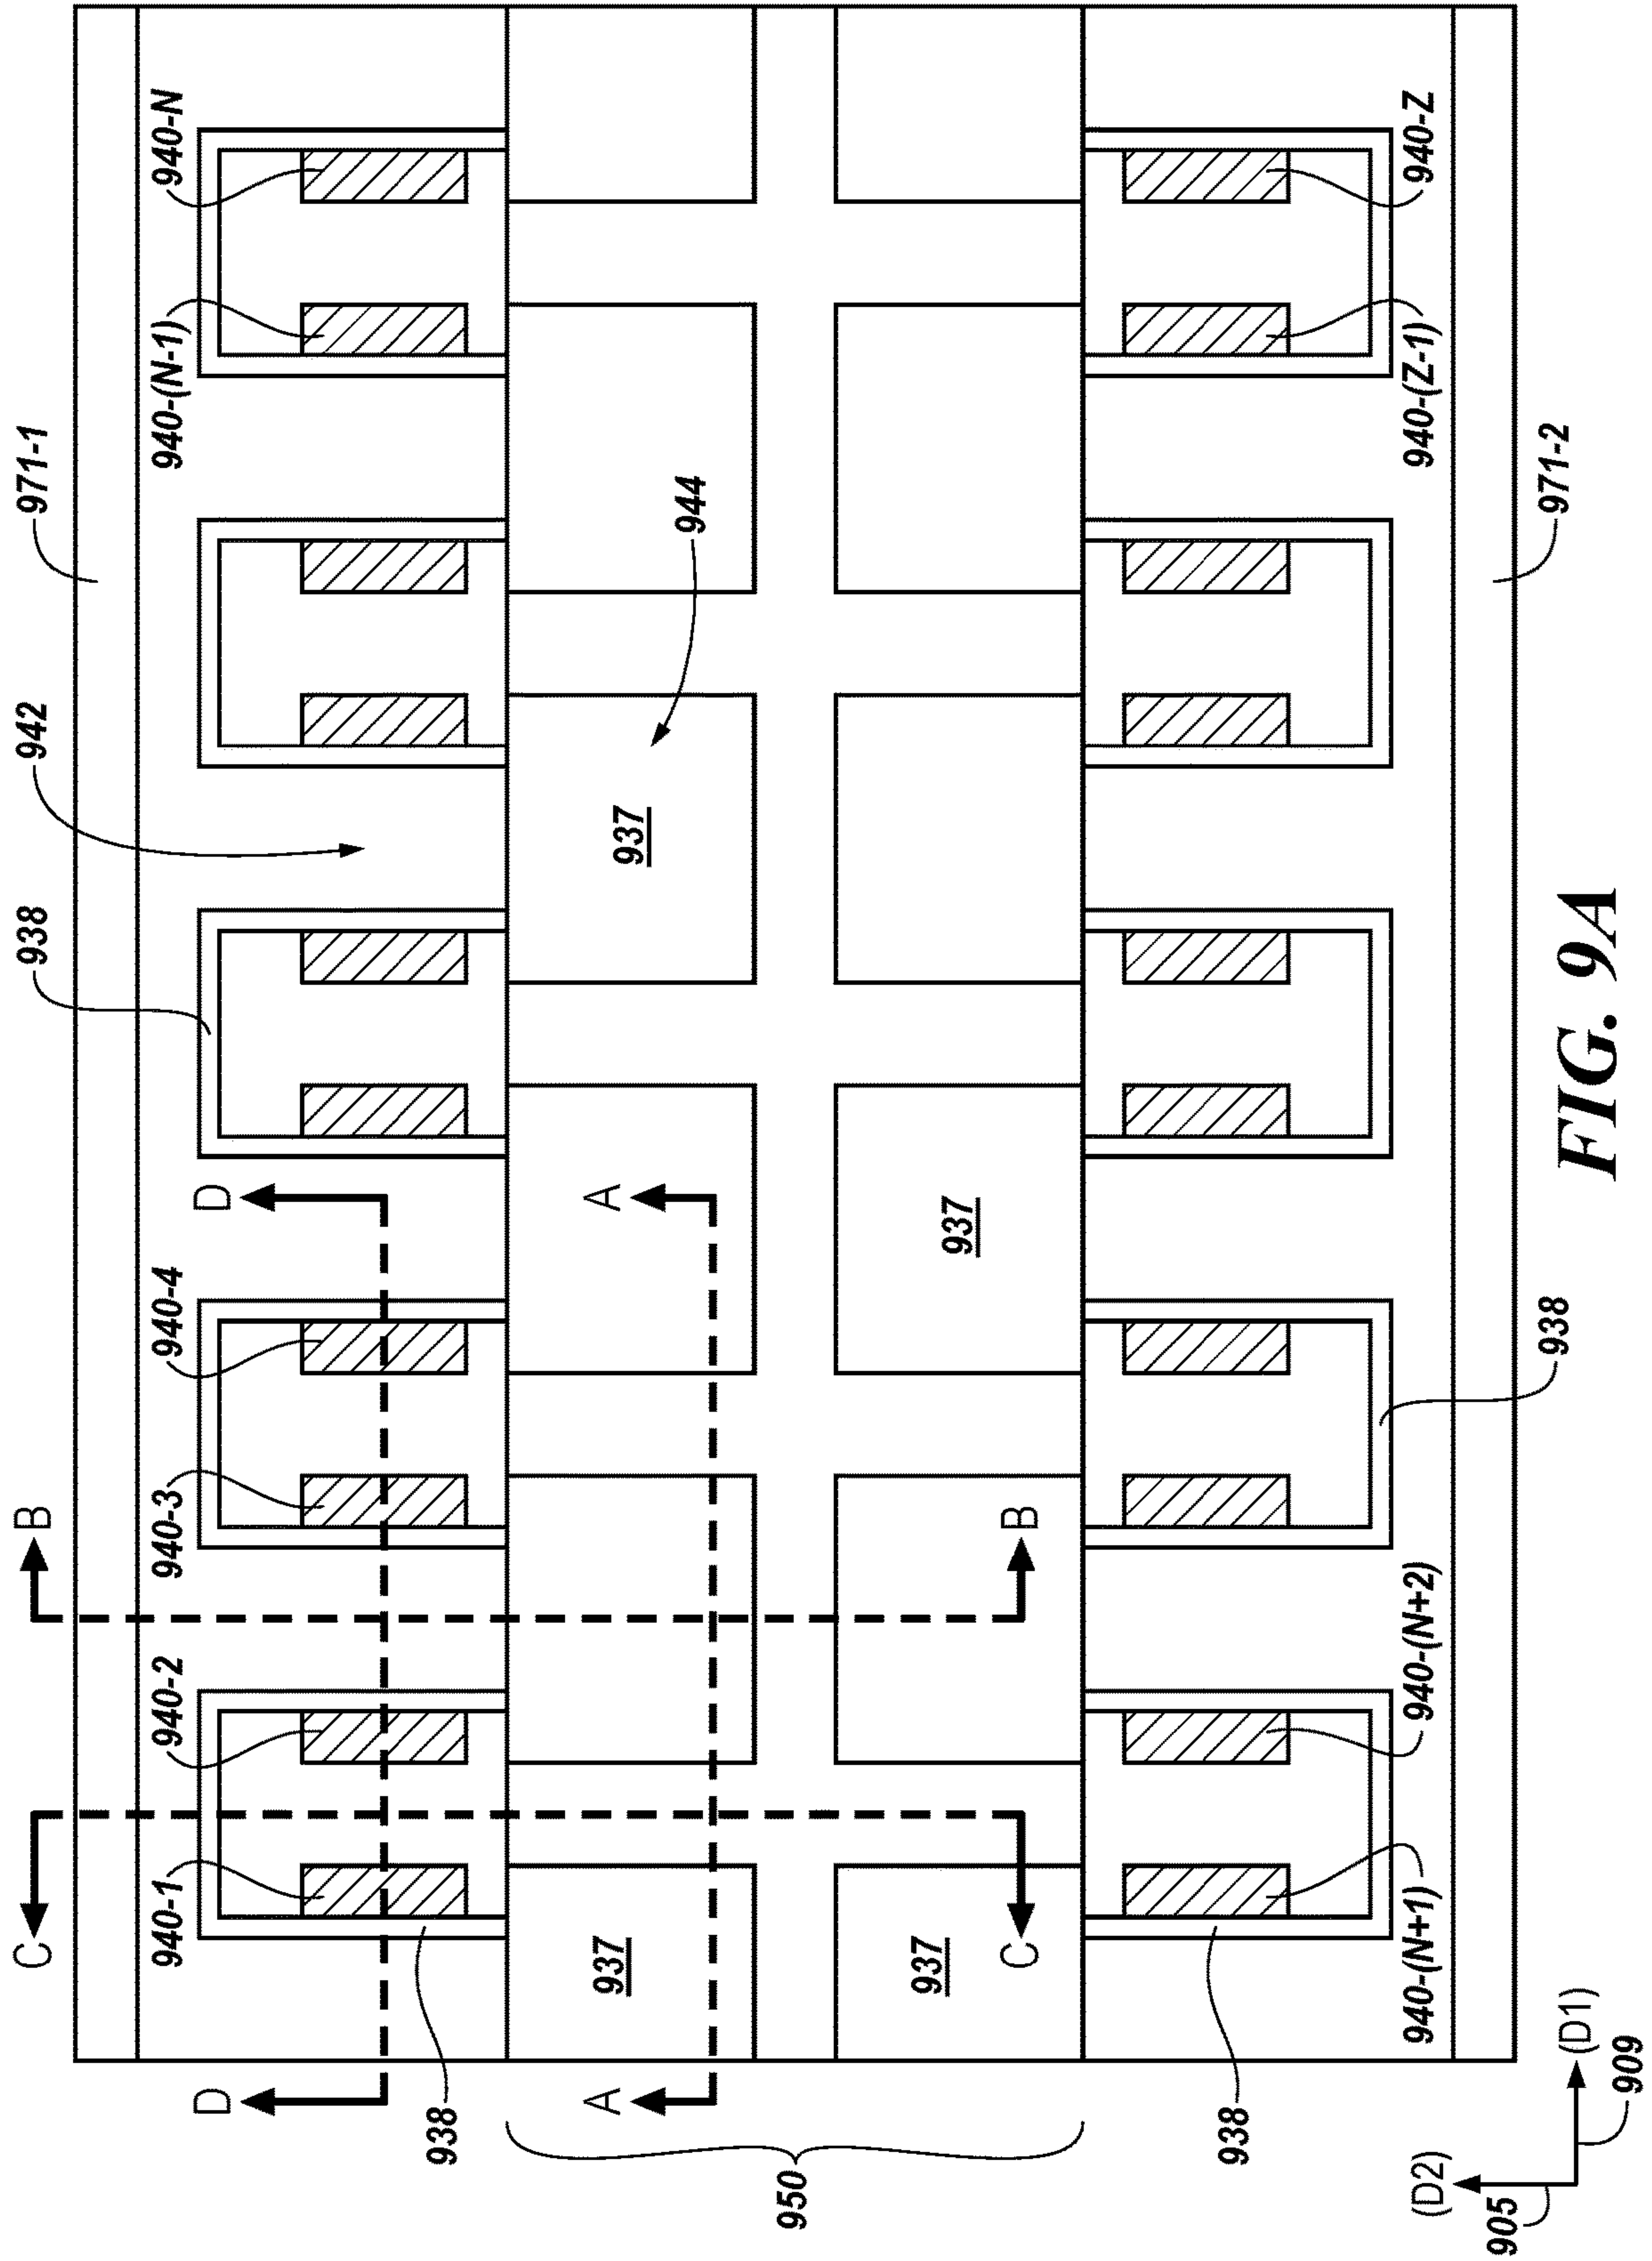 971-1
942
938
B
C
940-N
940-(N-1)
D
940-4
940-3
940-2
940-1
D
938
944
937
A
A
937
937
937
B
C
950
938
940-Z
940-(Z-1)
940-(N+2)
940-(N+1)
971-2
938
(D2)
905
(D1)
909
FIG. 9A